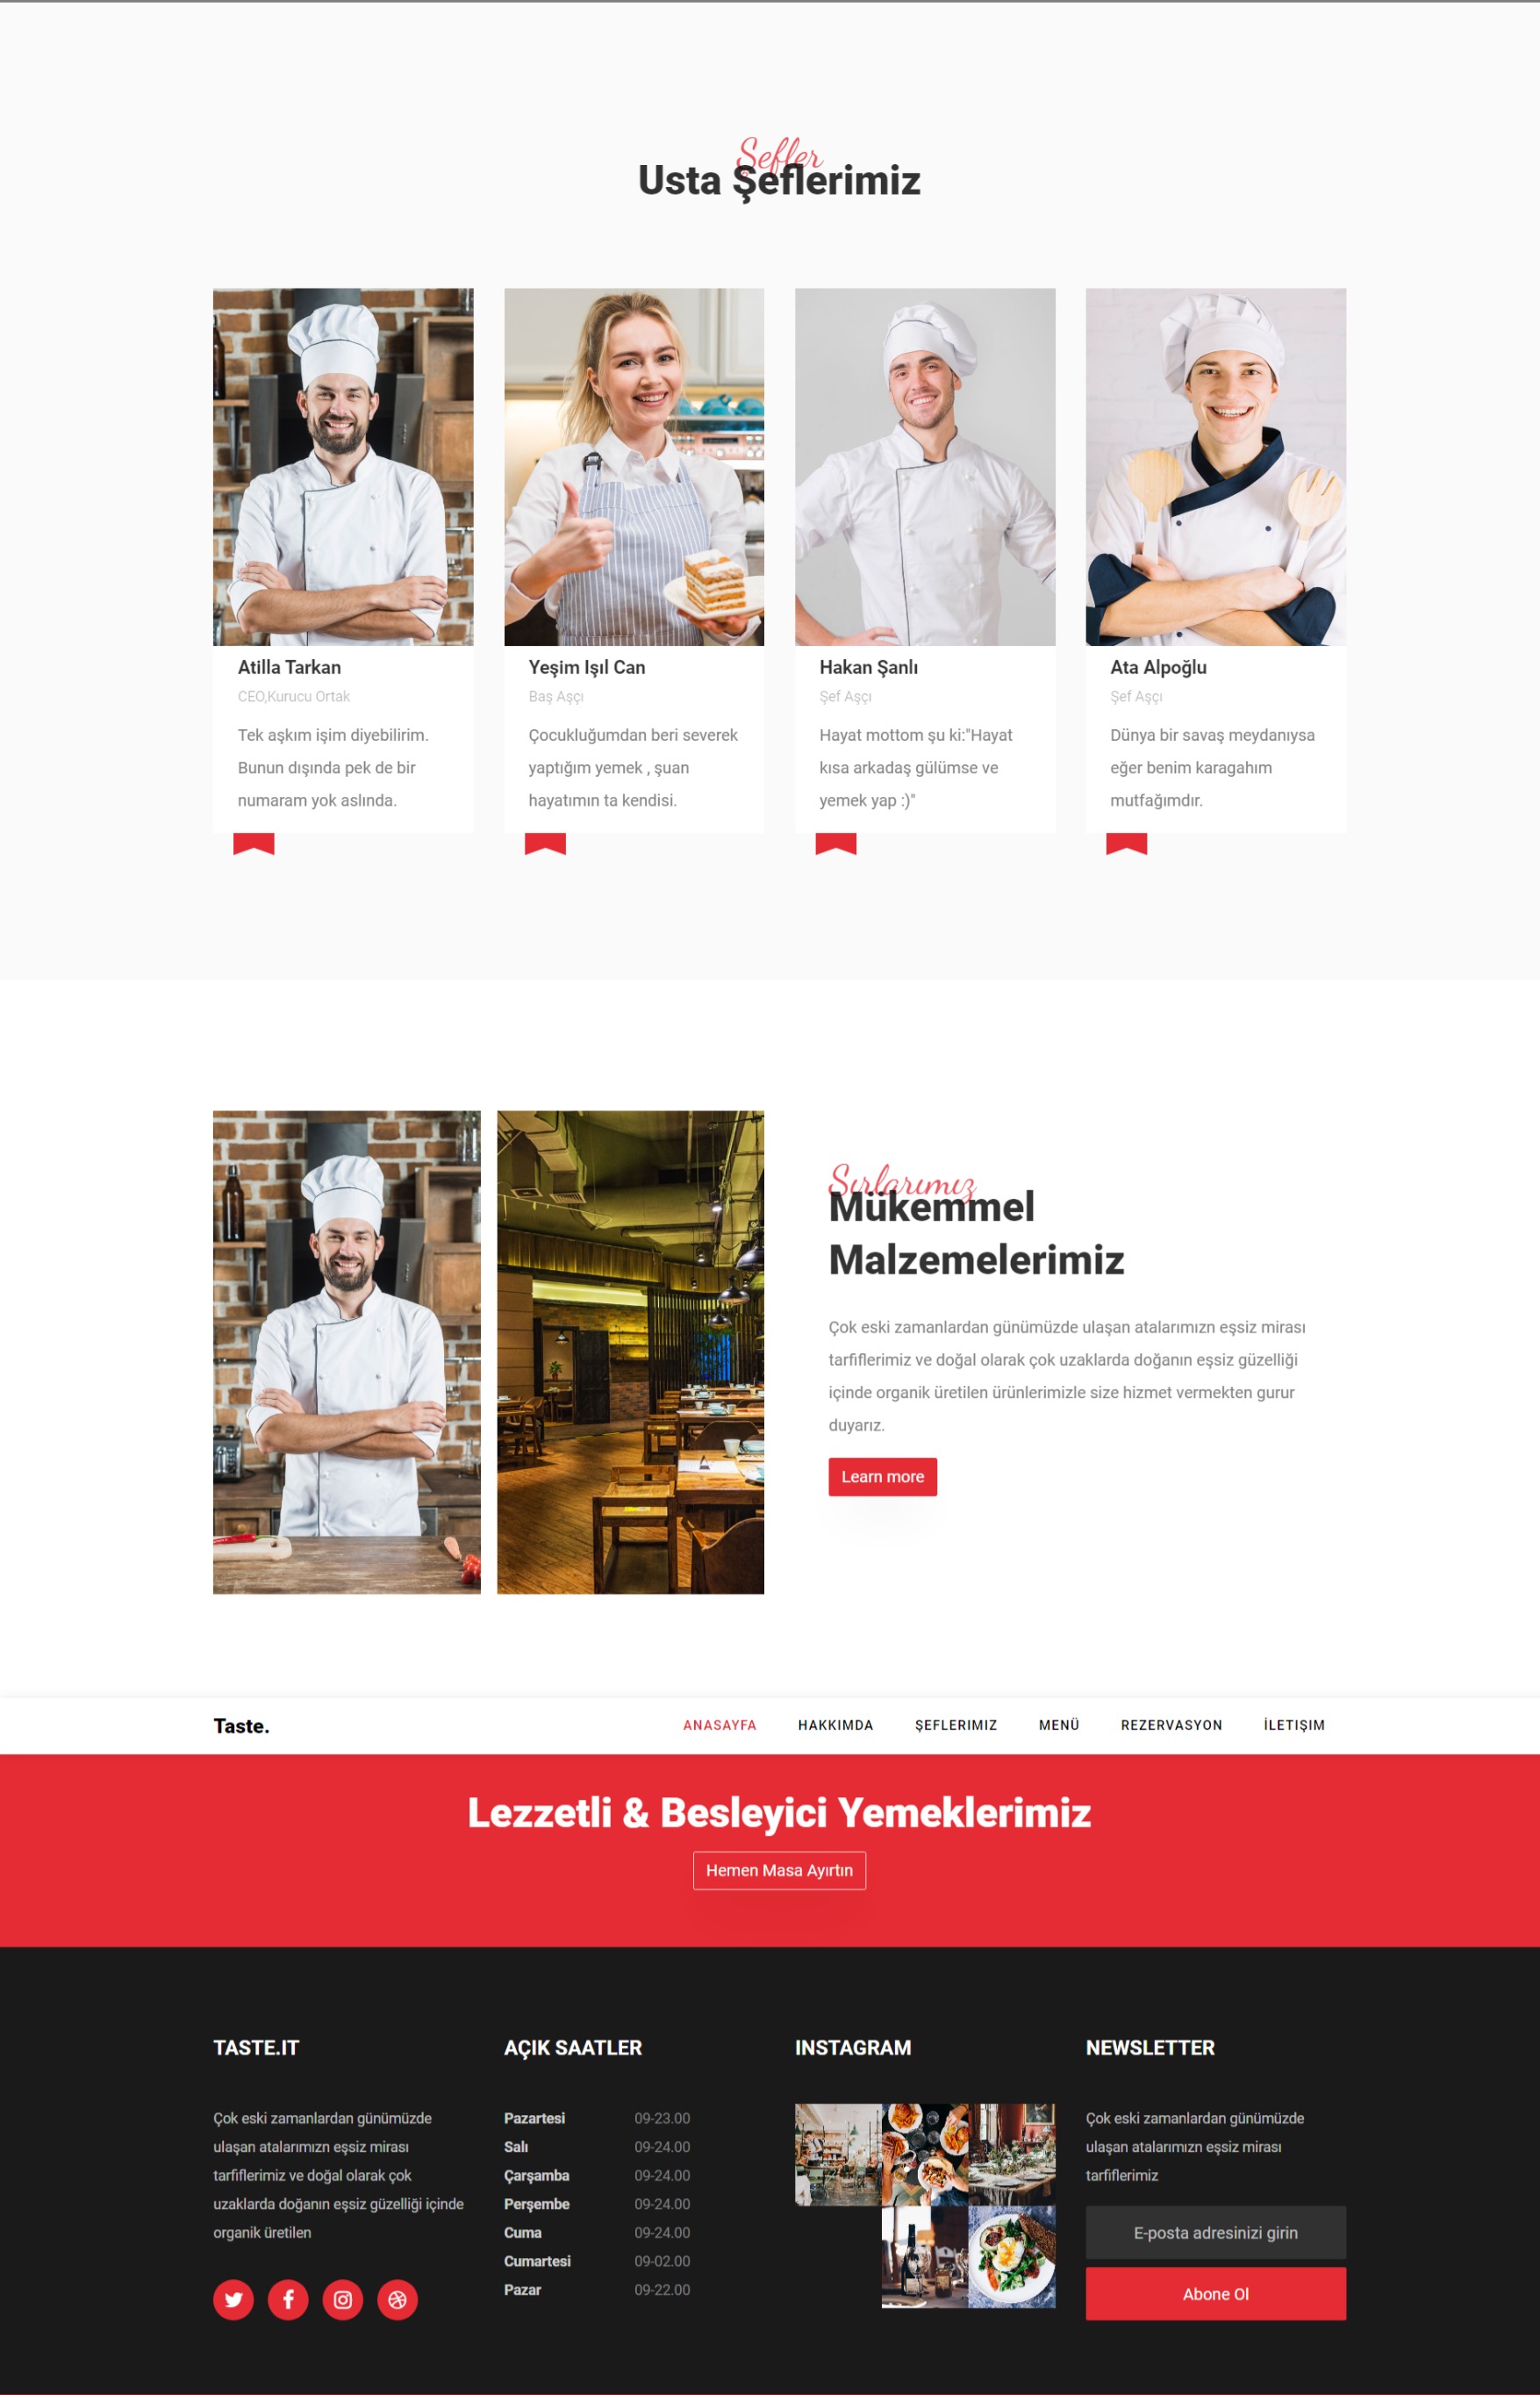 Şefler
Usta Şeflerimiz
Atilla Tarkan
CEO,Kurucu Ortak
Tek aşkım işim diyebilirim.
Bunun dışında pek de bir
numaram yok aslında.
Yeşim Işıl Can
Baş Aşçı
Çocukluğumdan beri severek
yaptığım yemek , şuan
hayatımın ta kendisi.
Hakan Şanlı
Şef Aşçı
Hayat mottom şu ki:"Hayat
kısa arkadaş gülümse ve
yemek yap :)"
Ata Alpoğlu
Şef Aşçı
Dünya bir savaş meydanıysa
eğer benim karagahım
mutfağımdır.
Sırlarımız
Mükemmel
Malzemelerimiz
Çok eski zamanlardan günümüzde ulaşan atalarımızn eşsiz mirası
tarfiflerimiz ve doğal olarak çok uzaklarda doğanın eşsiz güzelliği
içinde organik üretilen ürünlerimizle size hizmet vermekten gurur
duyarız.
Learn more
Taste. ANASAYFA HAKKIMDA ŞEFLERIMIZ MENÜ REZERVASYON İLETIŞIM
Lezzetli & Besleyici Yemeklerimiz
Hemen Masa Ayırtın
TASTE.IT
Çok eski zamanlardan günümüzde
ulaşan atalarımızn eşsiz mirası
tarfiflerimiz ve doğal olarak çok
uzaklarda doğanın eşsiz güzelliği içinde
organik üretilen
AÇIK SAATLER
Pazartesi 09-23.00
Salı 09-24.00
Çarşamba 09-24.00
Perşembe 09-24.00
Cuma 09-24.00
Cumartesi 09-02.00
Pazar 09-22.00
INSTAGRAM
NEWSLETTER
Çok eski zamanlardan günümüzde
ulaşan atalarımızn eşsiz mirası
tarfiflerimiz
E-posta adresinizi girin
Abone Ol